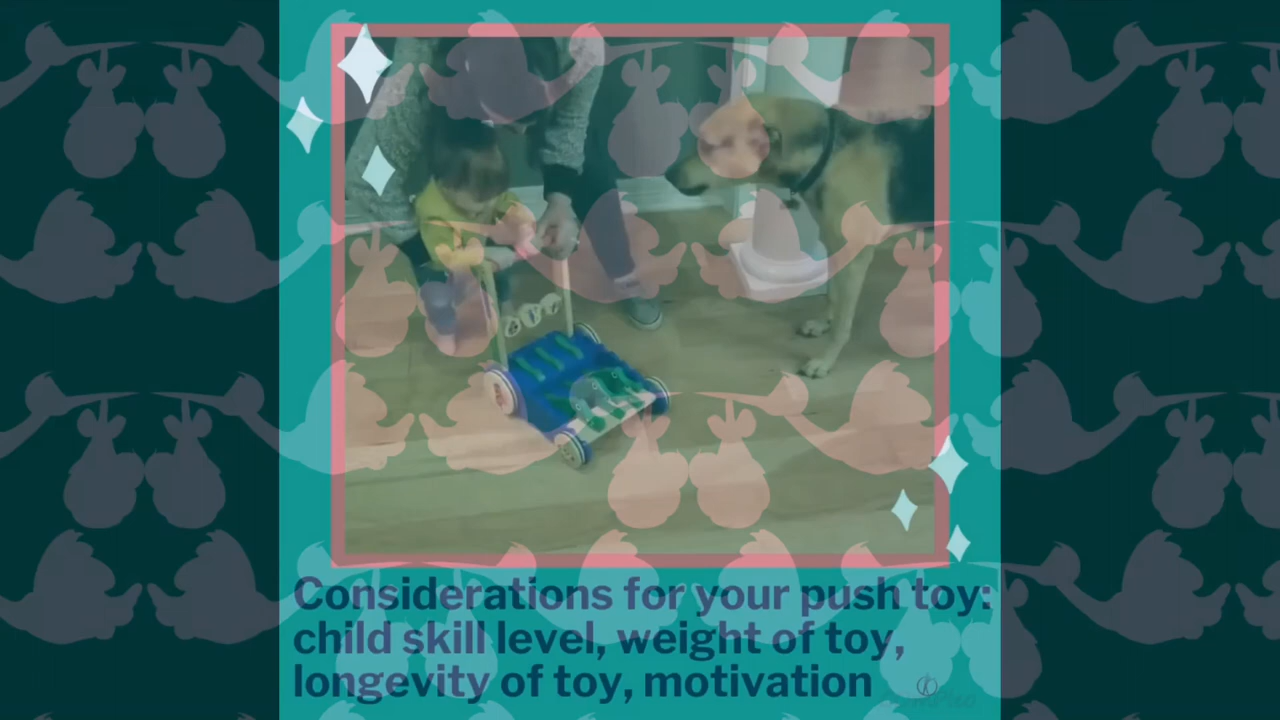 Considerations for your push toy:
child skill level, weight of toy,
longevity of toy, motivation